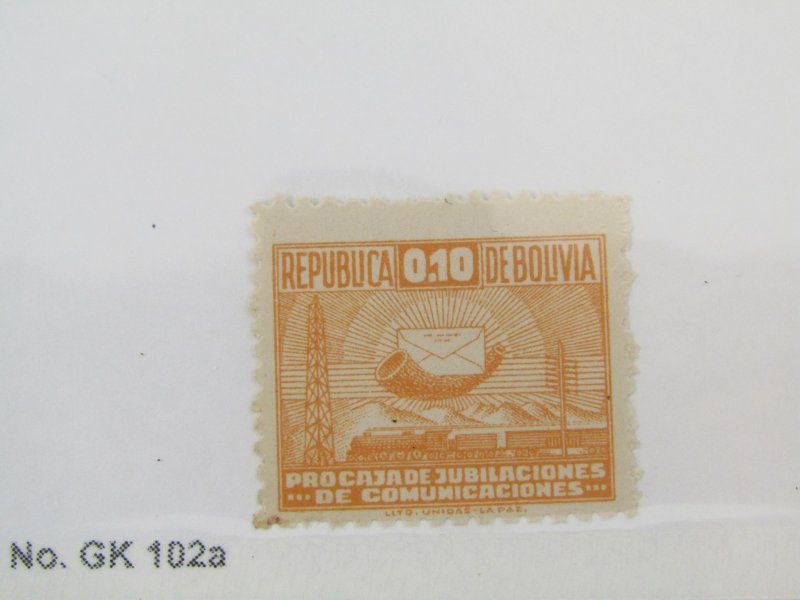 REPUBLICA 0.10 DE BOLIVIA
PRO CAJA DE JUBILACIONES
DE COMUNICACIONES
LITO. UNIDAS-LA PAZ.
No. GK 102a